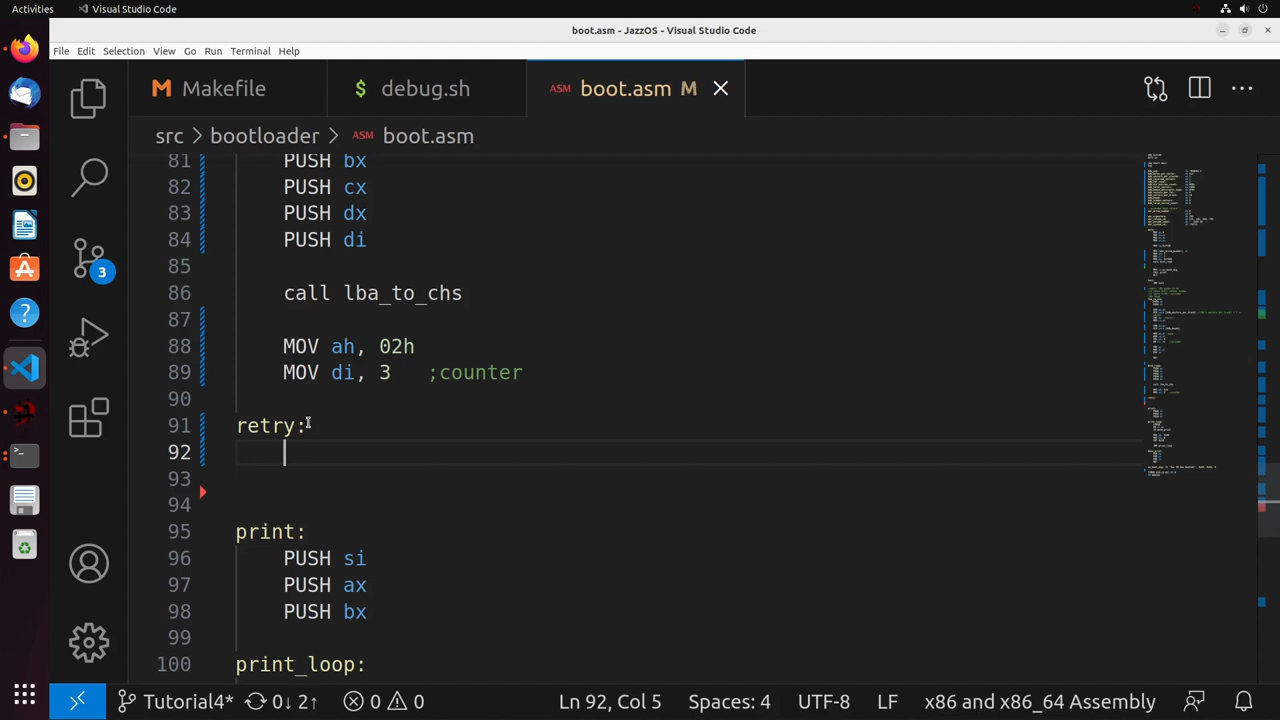 Activities
Visual Studio Code
boot.asm - JazzOS - Visual Studio Code
File Edit Selection View Go Run Terminal Help
M Makefile
$ debug.sh
ASM boot.asm M
src > bootloader > ASM boot.asm
81 PUSH bx
82 PUSH cx
83 PUSH dx
84 PUSH di
85
86 call lba_to_chs
87
88 MOV ah, 02h
89 MOV di, 3 ;counter
90
91 retry:
92
93
94
95 print:
96 PUSH si
97 PUSH ax
98 PUSH bx
99
100 print_loop:
3
Tutorial4* 0↓ 2↑ 0 0 Ln 92, Col 5 Spaces: 4 UTF-8 LF x86 and x86_64 Assembly